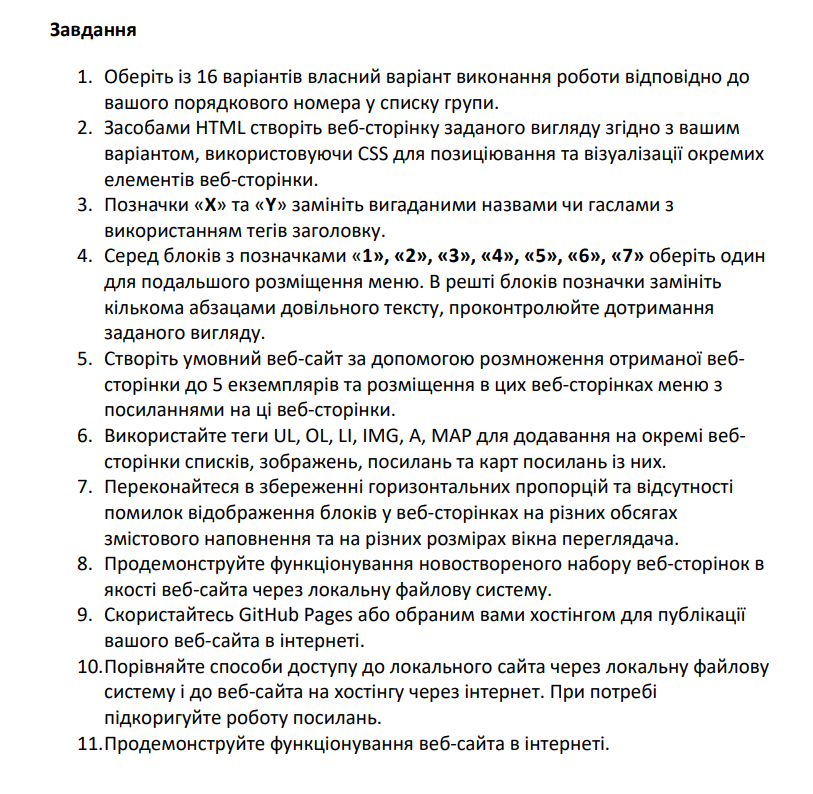 Завдання
1. Оберіть із 16 варіантів власний варіант виконання роботи відповідно до
вашого порядкового номера у списку групи.
2. Засобами HTML створіть веб-сторінку заданого вигляду згідно з вашим
варіантом, використовуючи CSS для позиціювання та візуалізації окремих
елементів веб-сторінки.
3. Позначки «X» та «Y» замініть вигаданими назвами чи гаслами з
використанням тегів заголовку.
4. Серед блоків з позначками «1», «2», «3», «4», «5», «6», «7» оберіть один
для подальшого розміщення меню. В решті блоків позначки замініть
кількома абзацами довільного тексту, проконтролюйте дотримання
заданого вигляду.
5. Створіть умовний веб-сайт за допомогою розмноження отриманої веб-
сторінки до 5 екземплярів та розміщення в цих веб-сторінках меню з
посиланнями на ці веб-сторінки.
6. Використайте теги UL, OL, LI, IMG, A, MAP для додавання на окремі веб-
сторінки списків, зображень, посилань та карт посилань із них.
7. Переконайтеся в збереженні горизонтальних пропорцій та відсутності
помилок відображення блоків у веб-сторінках на різних обсягах
змістового наповнення та на різних розмірах вікна переглядача.
8. Продемонструйте функціонування новоствореного набору веб-сторінок в
якості веб-сайта через локальну файлову систему.
9. Скористайтесь GitHub Pages або обраним вами хостінгом для публікації
вашого веб-сайта в інтернеті.
10.Порівняйте способи доступу до локального сайта через локальну файлову
систему і до веб-сайта на хостінгу через інтернет. При потребі
підкоригуйте роботу посилань.
11.Продемонструйте функціонування веб-сайта в інтернеті.